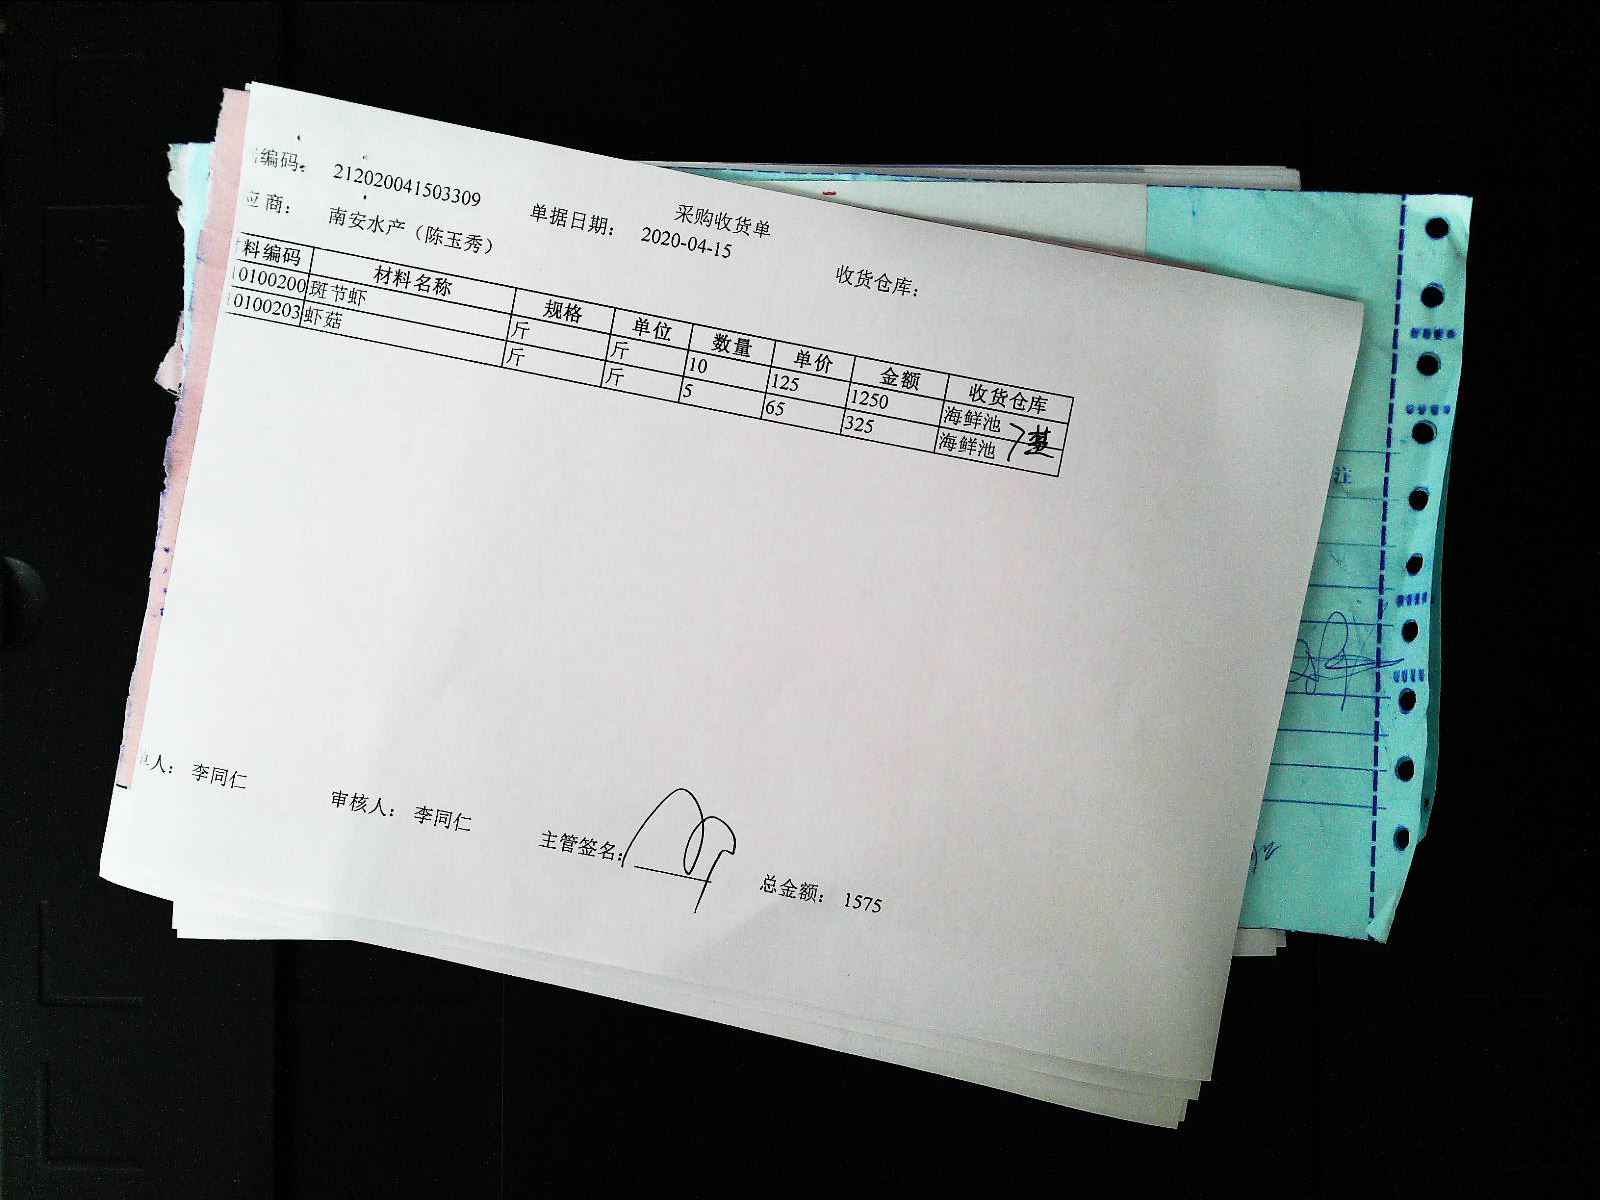 采购收货单
编码: 212020041503309 单据日期: 2020-04-15 收货仓库:
应商: 南安水产（陈玉秀）
料编码 材料名称 规格 单位 数量 单价 金额 收货仓库
10100200 斑节虾 斤 斤 10 125 1250 海鲜池
10100203 虾菇 斤 斤 5 65 325 海鲜池
单人: 李同仁 审核人: 李同仁 主管签名: 总金额: 1575
注